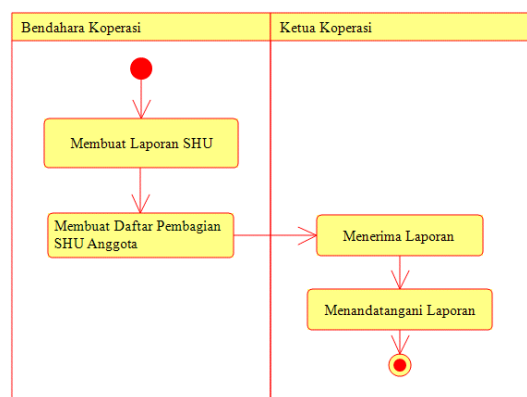 Bendahara Koperasi
Ketua Koperasi
Membuat Laporan SHU
Membuat Daftar Pembagian
SHU Anggota
Menerima Laporan
Menandatangani Laporan